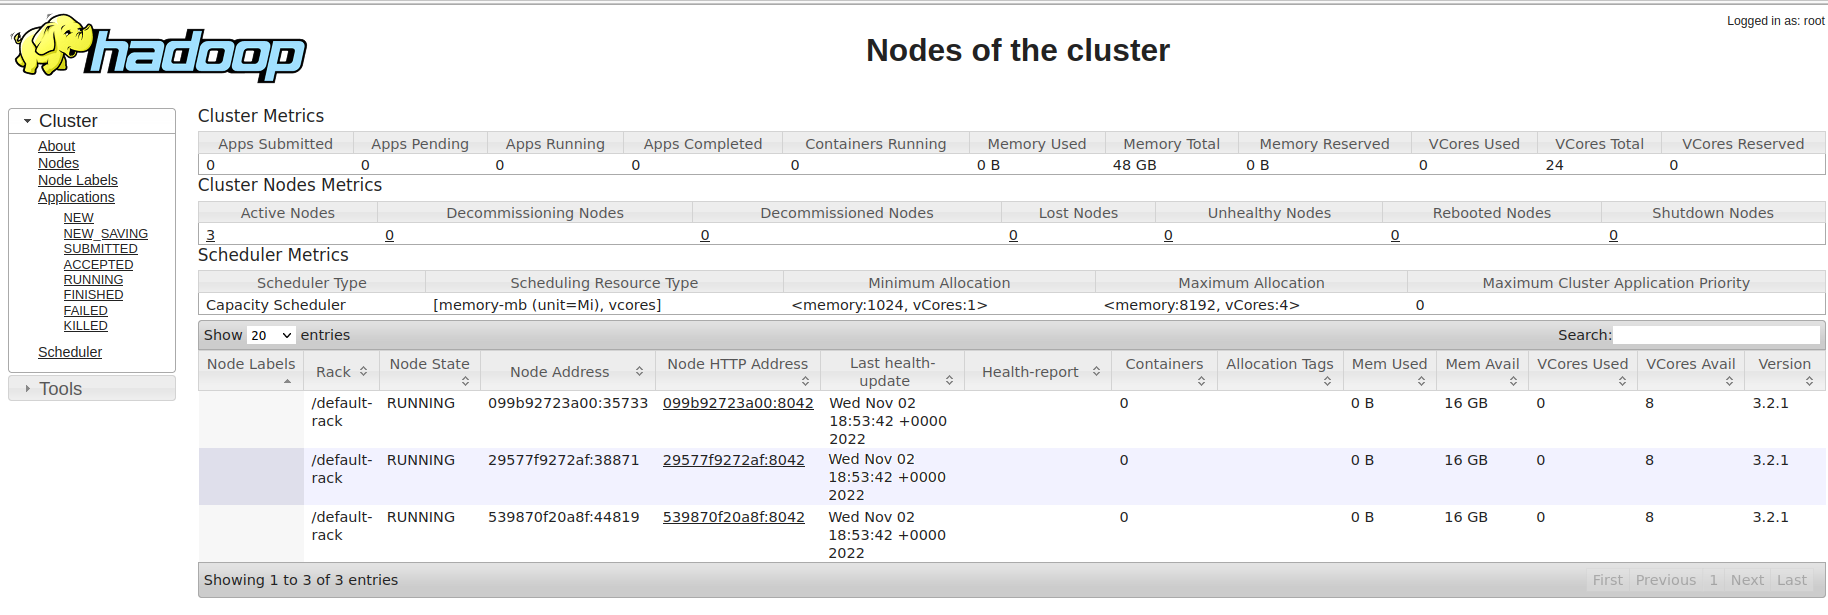 Logged in as: root
hadoop
Nodes of the cluster
Cluster
About
Nodes
Node Labels
Applications
NEW
NEW_SAVING
SUBMITTED
ACCEPTED
RUNNING
FINISHED
FAILED
KILLED
Scheduler
Tools
Cluster Metrics
Apps Submitted Apps Pending Apps Running Apps Completed Containers Running Memory Used Memory Total Memory Reserved VCores Used VCores Total VCores Reserved
0 0 0 0 0 0 B 48 GB 0 B 0 24 0
Cluster Nodes Metrics
Active Nodes Decommissioning Nodes Decommissioned Nodes Lost Nodes Unhealthy Nodes Rebooted Nodes Shutdown Nodes
3 0 0 0 0 0 0
Scheduler Metrics
Scheduler Type Scheduling Resource Type Minimum Allocation Maximum Allocation Maximum Cluster Application Priority
Capacity Scheduler [memory-mb (unit=Mi), vcores] <memory:1024, vCores:1> <memory:8192, vCores:4> 0
Show 20 entries Search:
Node Labels Rack Node State Node Address Node HTTP Address Last health-update Health-report Containers Allocation Tags Mem Used Mem Avail VCores Used VCores Avail Version
/default-rack RUNNING 099b92723a00:35733 099b92723a00:8042 Wed Nov 02 18:53:42 +0000 2022 0 0 B 16 GB 0 8 3.2.1
/default-rack RUNNING 29577f9272af:38871 29577f9272af:8042 Wed Nov 02 18:53:42 +0000 2022 0 0 B 16 GB 0 8 3.2.1
/default-rack RUNNING 539870f20a8f:44819 539870f20a8f:8042 Wed Nov 02 18:53:42 +0000 2022 0 0 B 16 GB 0 8 3.2.1
Showing 1 to 3 of 3 entries First Previous 1 Next Last